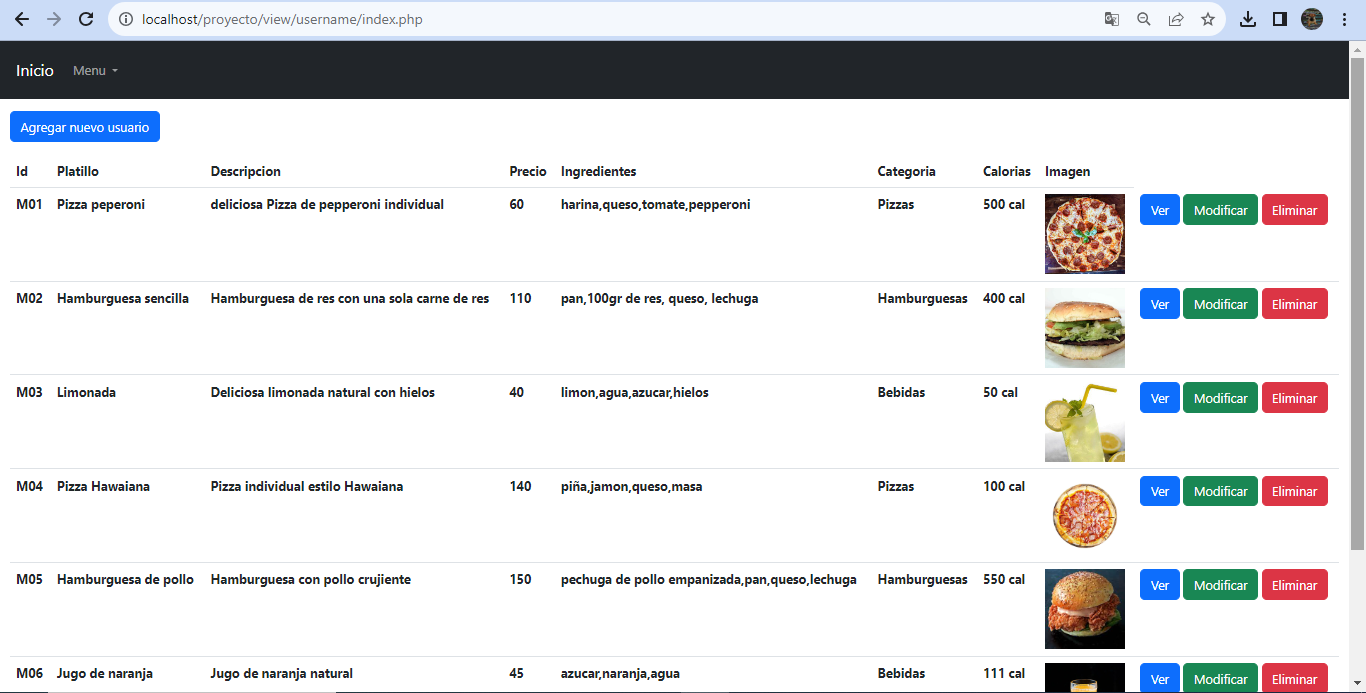 localhost/proyecto/view/username/index.php
Inicio Menu
Agregar nuevo usuario
Id Platillo Descripcion Precio Ingredientes Categoria Calorias Imagen
M01 Pizza peperoni deliciosa Pizza de pepperoni individual 60 harina,queso,tomate,pepperoni Pizzas 500 cal Ver Modificar Eliminar
M02 Hamburguesa sencilla Hamburguesa de res con una sola carne de res 110 pan,100gr de res, queso, lechuga Hamburguesas 400 cal Ver Modificar Eliminar
M03 Limonada Deliciosa limonada natural con hielos 40 limon,agua,azucar,hielos Bebidas 50 cal Ver Modificar Eliminar
M04 Pizza Hawaiana Pizza individual estilo Hawaiana 140 piña,jamon,queso,masa Pizzas 100 cal Ver Modificar Eliminar
M05 Hamburguesa de pollo Hamburguesa con pollo crujiente 150 pechuga de pollo empanizada,pan,queso,lechuga Hamburguesas 550 cal Ver Modificar Eliminar
M06 Jugo de naranja Jugo de naranja natural 45 azucar,naranja,agua Bebidas 111 cal Ver Modificar Eliminar